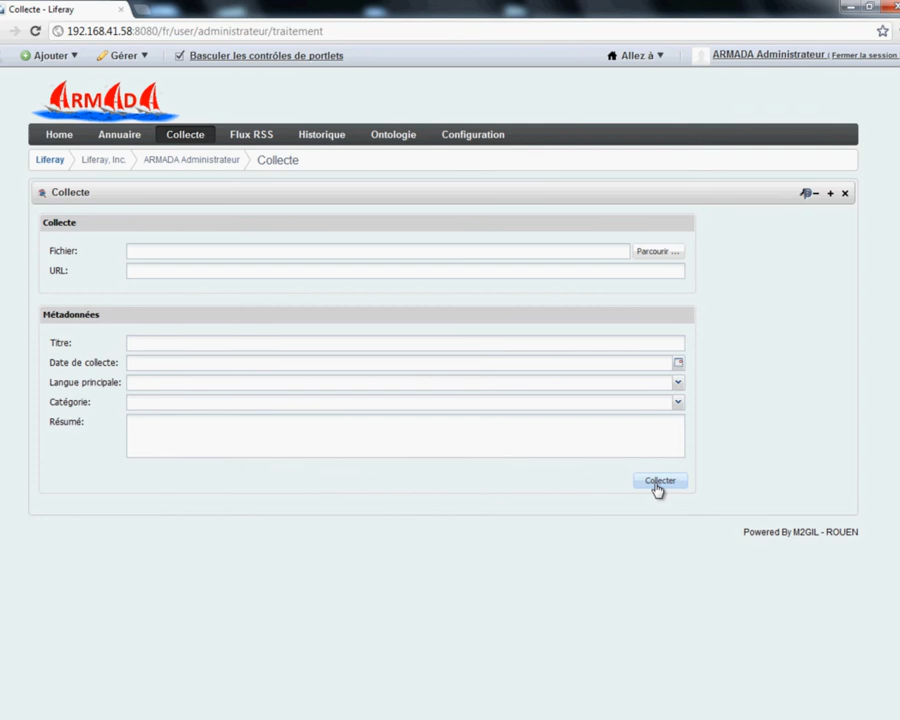 Collecte - Liferay
192.168.41.58:8080/fr/user/administrateur/traitement
Ajouter Gérer Basculer les contrôles de portlets Allez à ARMADA Administrateur (Fermer la session
ARMADA
Home Annuaire Collecte Flux RSS Historique Ontologie Configuration
Liferay Liferay, Inc. ARMADA Administrateur Collecte
Collecte
Collecte
Fichier: Parcourir ...
URL:
Métadonnées
Titre:
Date de collecte:
Langue principale:
Catégorie:
Résumé:
Collecter
Powered By M2GIL - ROUEN